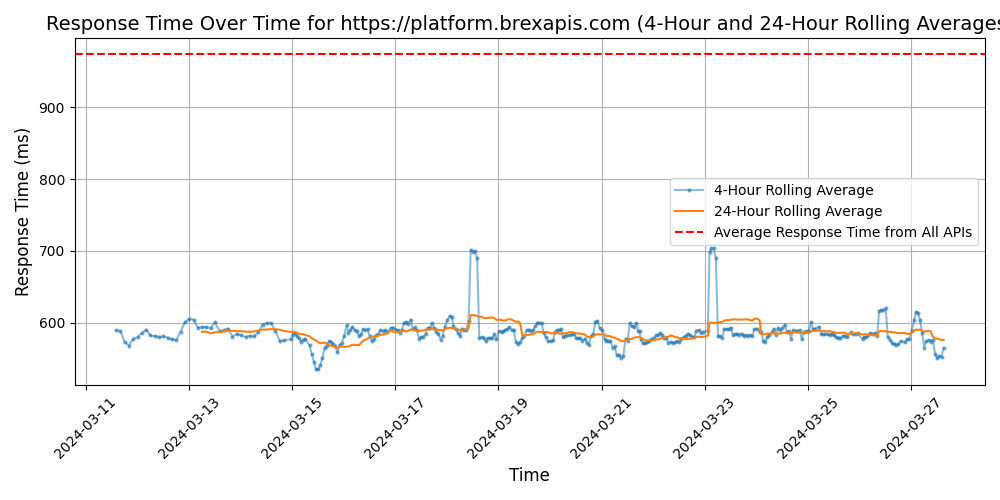 Response Time Over Time for https://platform.brexapis.com (4-Hour and 24-Hour Rolling Averages
Response Time (ms)
900
800
700
600
4-Hour Rolling Average
24-Hour Rolling Average
Average Response Time from All APIs
2024-03-11
2024-03-13
2024-03-15
2024-03-17
2024-03-19
2024-03-21
2024-03-23
2024-03-25
2024-03-27
Time